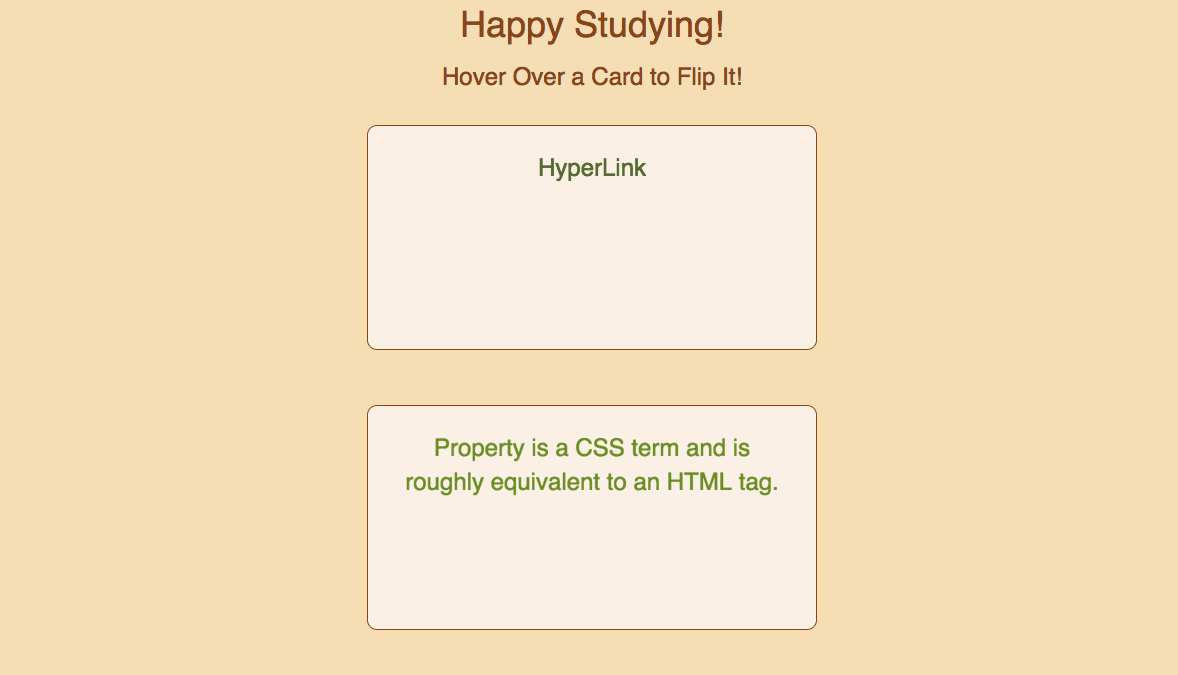 Happy Studying!
Hover Over a Card to Flip It!
HyperLink
Property is a CSS term and is
roughly equivalent to an HTML tag.